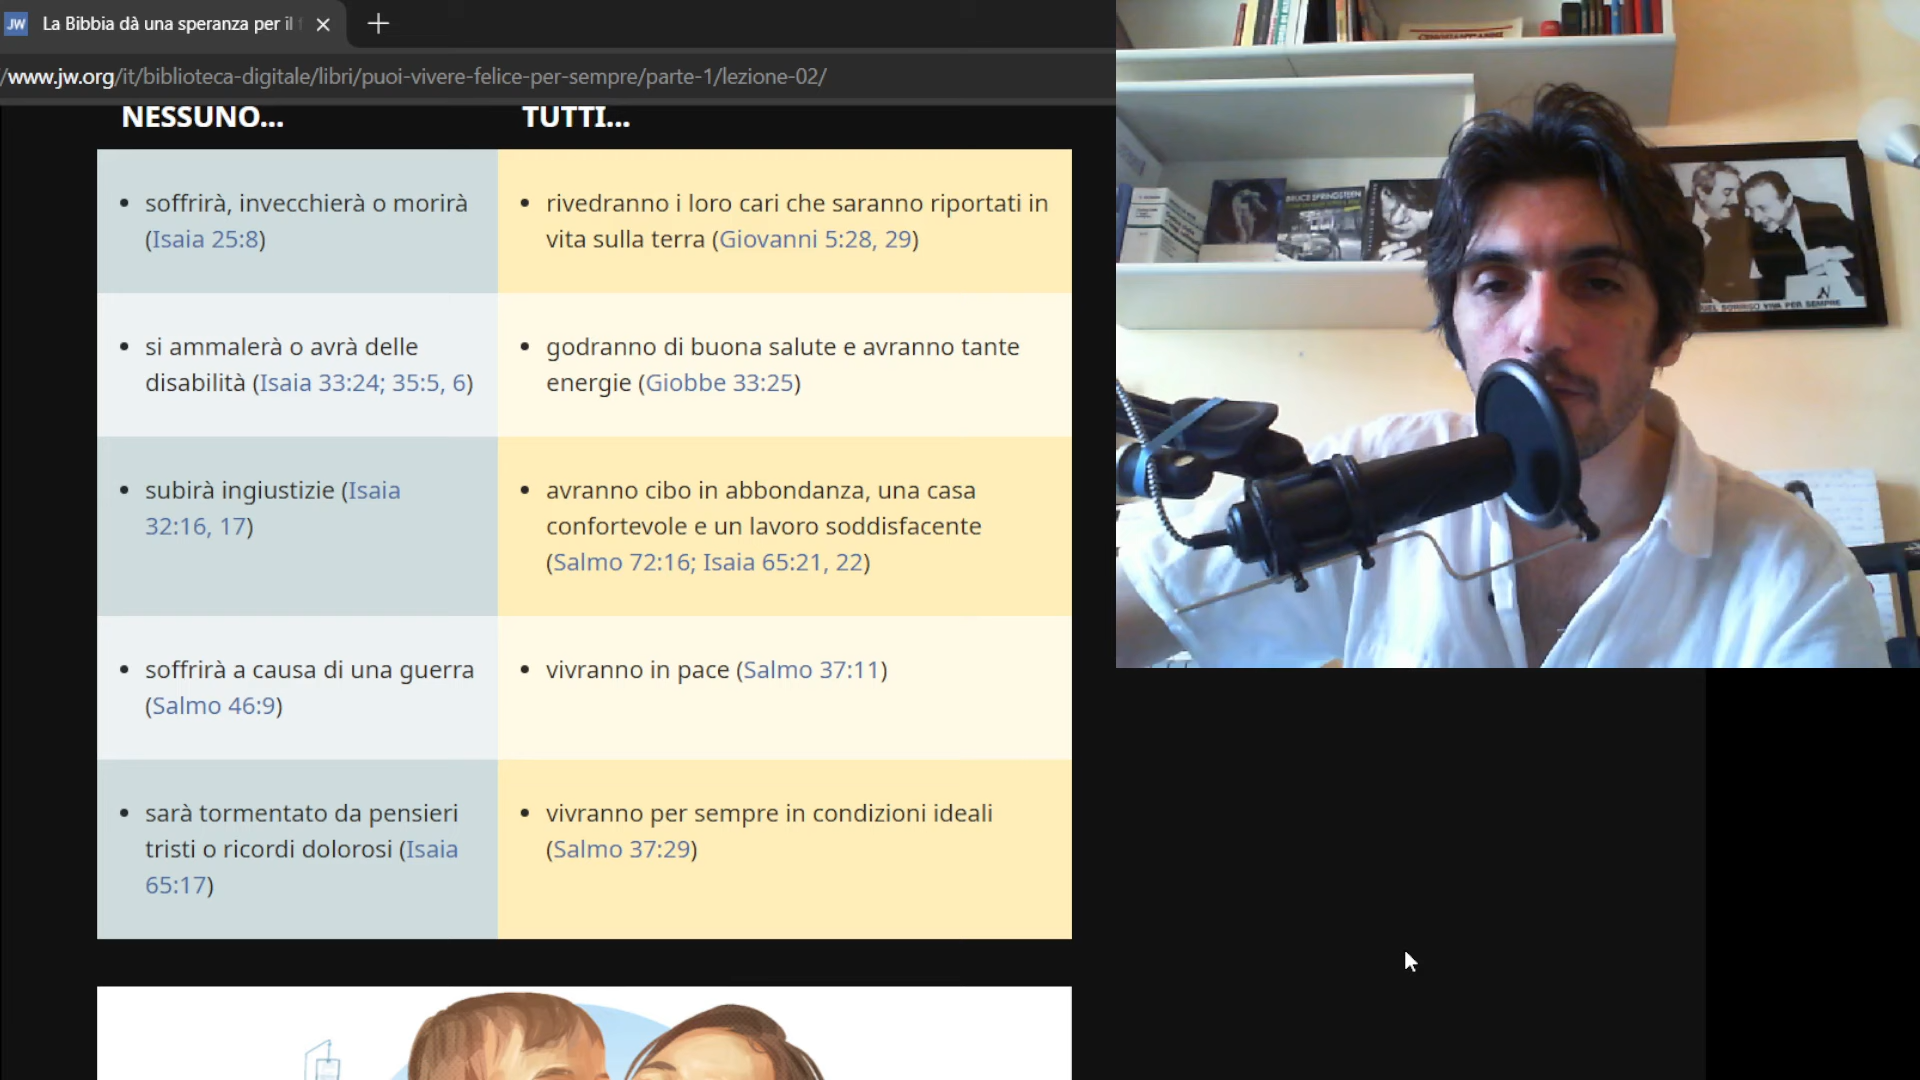 JW La Bibbia dà una speranza per il
/www.jw.org/it/biblioteca-digitale/libri/puoi-vivere-felice-per-sempre/parte-1/lezione-02/
NESSUNO...
TUTTI...
• soffrirà, invecchierà o morirà
(Isaia 25:8)
• rivedranno i loro cari che saranno riportati in
vita sulla terra (Giovanni 5:28, 29)
• si ammalerà o avrà delle
disabilità (Isaia 33:24; 35:5, 6)
• godranno di buona salute e avranno tante
energie (Giobbe 33:25)
• subirà ingiustizie (Isaia
32:16, 17)
• avranno cibo in abbondanza, una casa
confortevole e un lavoro soddisfacente
(Salmo 72:16; Isaia 65:21, 22)
• soffrirà a causa di una guerra
(Salmo 46:9)
• vivranno in pace (Salmo 37:11)
• sarà tormentato da pensieri
tristi o ricordi dolorosi (Isaia
65:17)
• vivranno per sempre in condizioni ideali
(Salmo 37:29)
BRUCE SPRINGSTEEN
VIVA PER SEMPRE